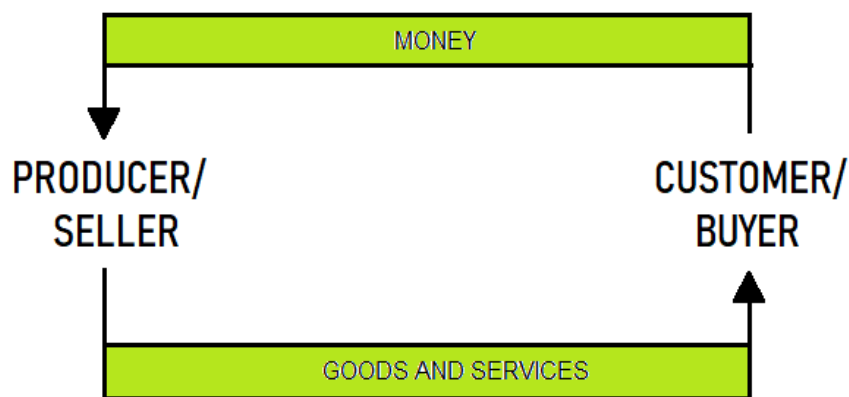 MONEY
PRODUCER/
SELLER
CUSTOMER/
BUYER
GOODS AND SERVICES